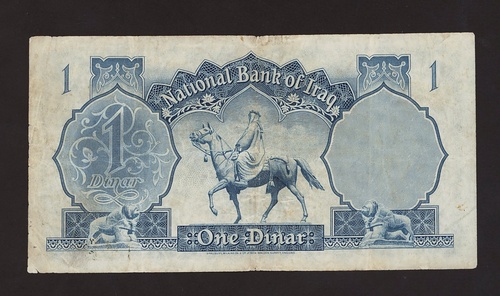 National Bank of Iraq
1
1
1
Dinar
One Dinar